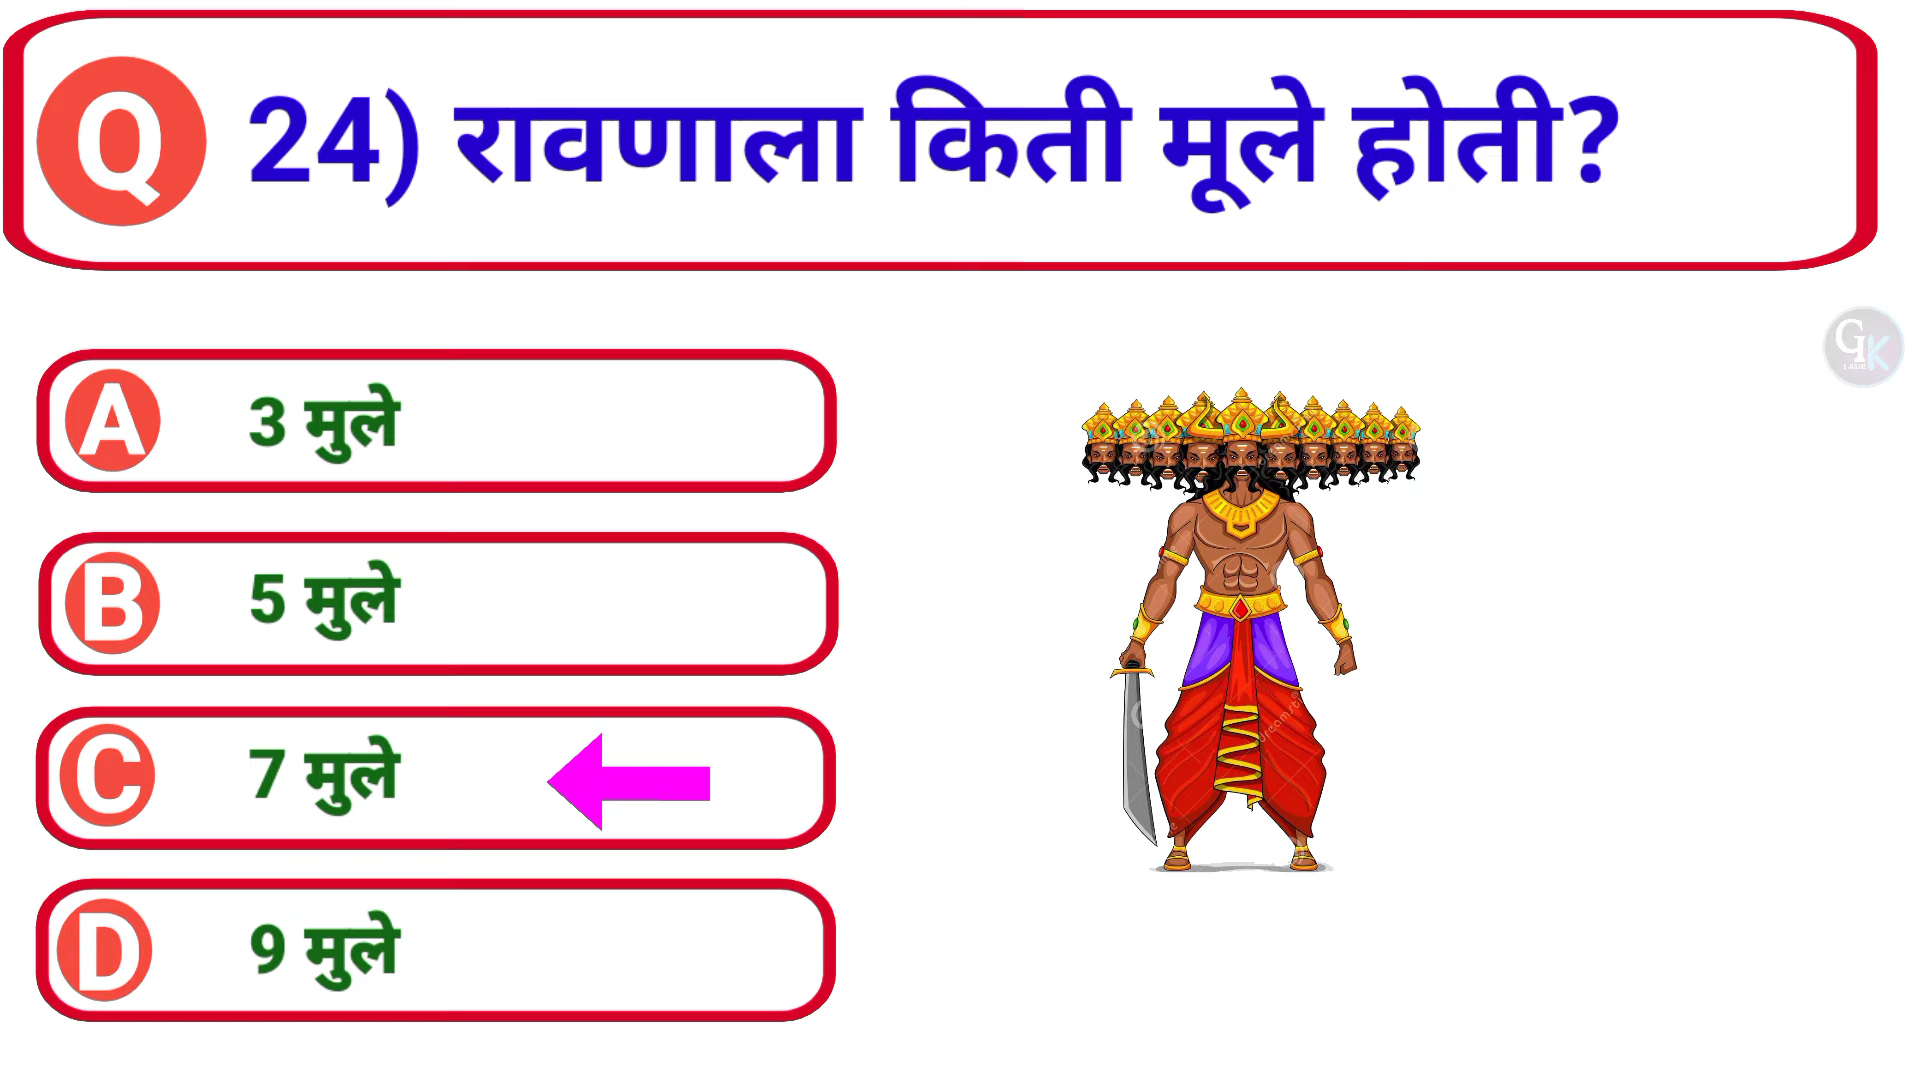 Q 24) रावणाला किती मूले होती?
A 3 मुले
B 5 मुले
C 7 मुले
D 9 मुले
GK